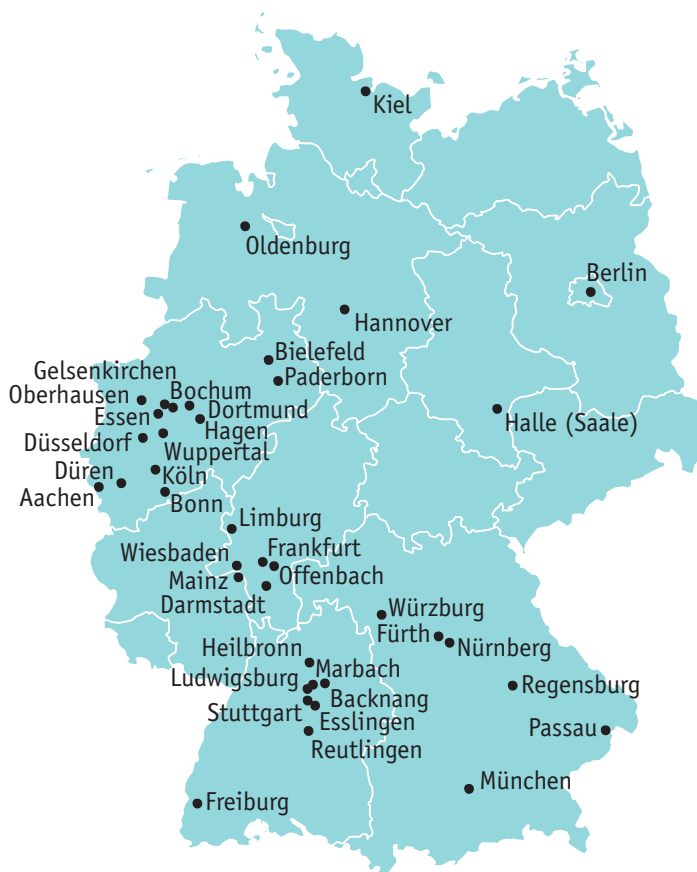 Kiel
Oldenburg
Berlin
Hannover
Bielefeld
Gelsenkirchen
Paderborn
Oberhausen
Bochum
Essen
Dortmund
Halle (Saale)
Hagen
Düsseldorf
Wuppertal
Düren
Köln
Aachen
Bonn
Limburg
Wiesbaden
Frankfurt
Mainz
Offenbach
Darmstadt
Würzburg
Fürth
Nürnberg
Heilbronn
Marbach
Ludwigsburg
Regensburg
Backnang
Stuttgart
Esslingen
Passau
Reutlingen
München
Freiburg